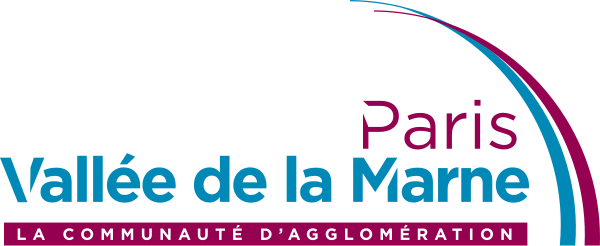 Paris
Vallée de la Marne
LA COMMUNAUTÉ D'AGGLOMÉRATION